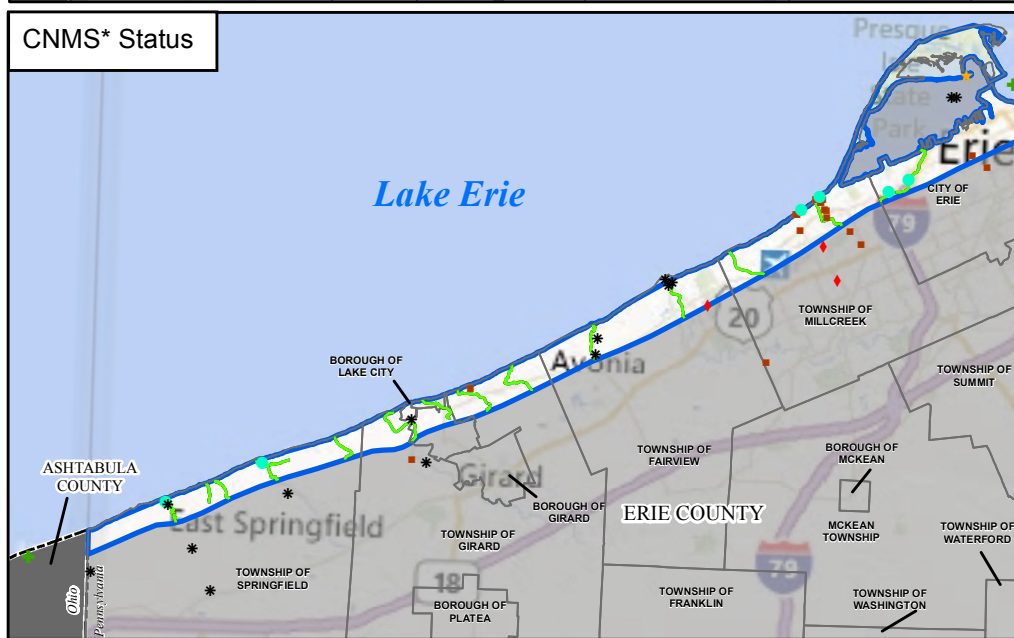 CNMS* Status
Presque
Isle
State
Park
Erie
CITY OF
ERIE
79
Lake Erie
20
TOWNSHIP OF
MILLCREEK
BOROUGH OF
LAKE CITY
Avonia
TOWNSHIP OF
SUMMIT
TOWNSHIP OF
FAIRVIEW
BOROUGH OF
MCKEAN
ASHTABULA
COUNTY
Girard
BOROUGH OF
GIRARD
ERIE COUNTY
East Springfield
MCKEAN
TOWNSHIP
TOWNSHIP OF
WATERFORD
TOWNSHIP OF
GIRARD
79
TOWNSHIP OF
SPRINGFIELD
18
TOWNSHIP OF
FRANKLIN
TOWNSHIP OF
WASHINGTON
BOROUGH OF
PLATEA
Ohio
Pennsylvania